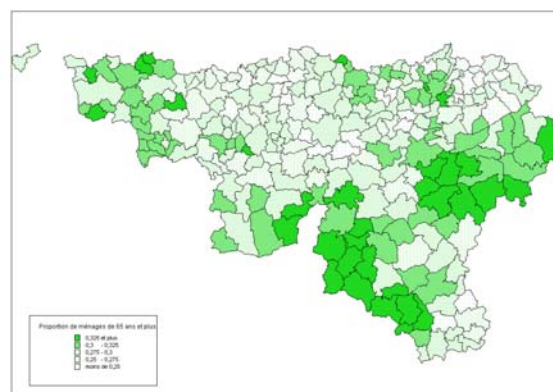 Proportion de ménages de 65 ans et plus
0,325 et plus
0,3 - 0,325
0,275 - 0,3
0,25 - 0,275
moins de 0,25